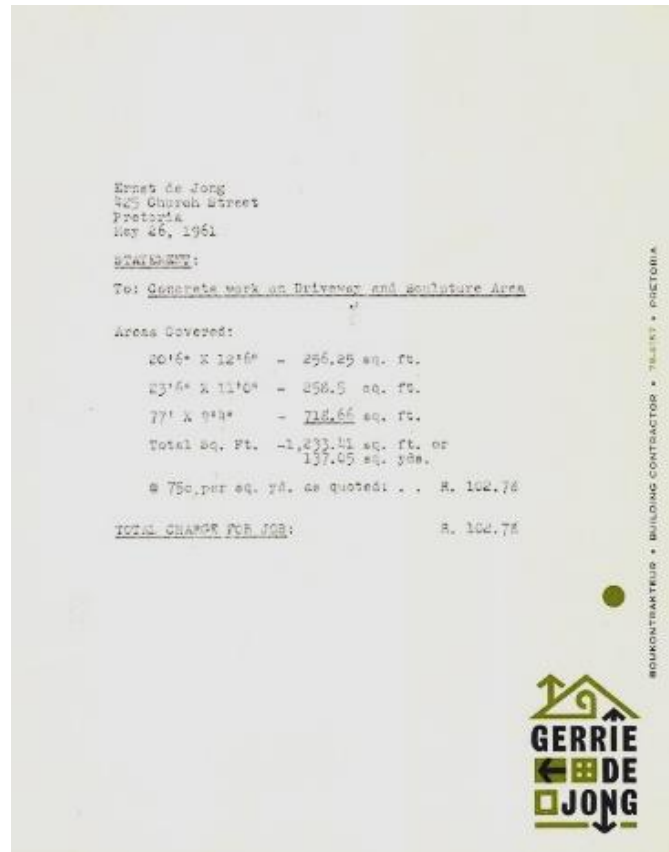 Ernst de Jong
425 Church Street
Pretoria
May 26, 1961
STATEMENT:
To: Concrete work on Driveway and Sculpture Area
Areas Covered:
20'6" X 12'6" - 256.25 sq. ft.
23'6" X 11'0" - 258.5 sq. ft.
77' X 9'4" - 718.66 sq. ft.
Total Sq. Ft. -1,233.41 sq. ft. or
137.05 sq. yds.
@ 75c per sq. yd. as quoted: . . R. 102.78
TOTAL CHARGE FOR JOB: R. 102.78
BOUKONTRAKTEUR • BUILDING CONTRACTOR • • PRETORIA
GERRIE
DE
JONG